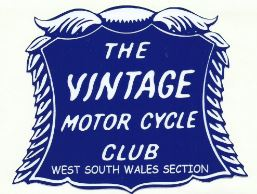 THE
VINTAGE
MOTOR CYCLE
CLUB
WEST SOUTH WALES SECTION